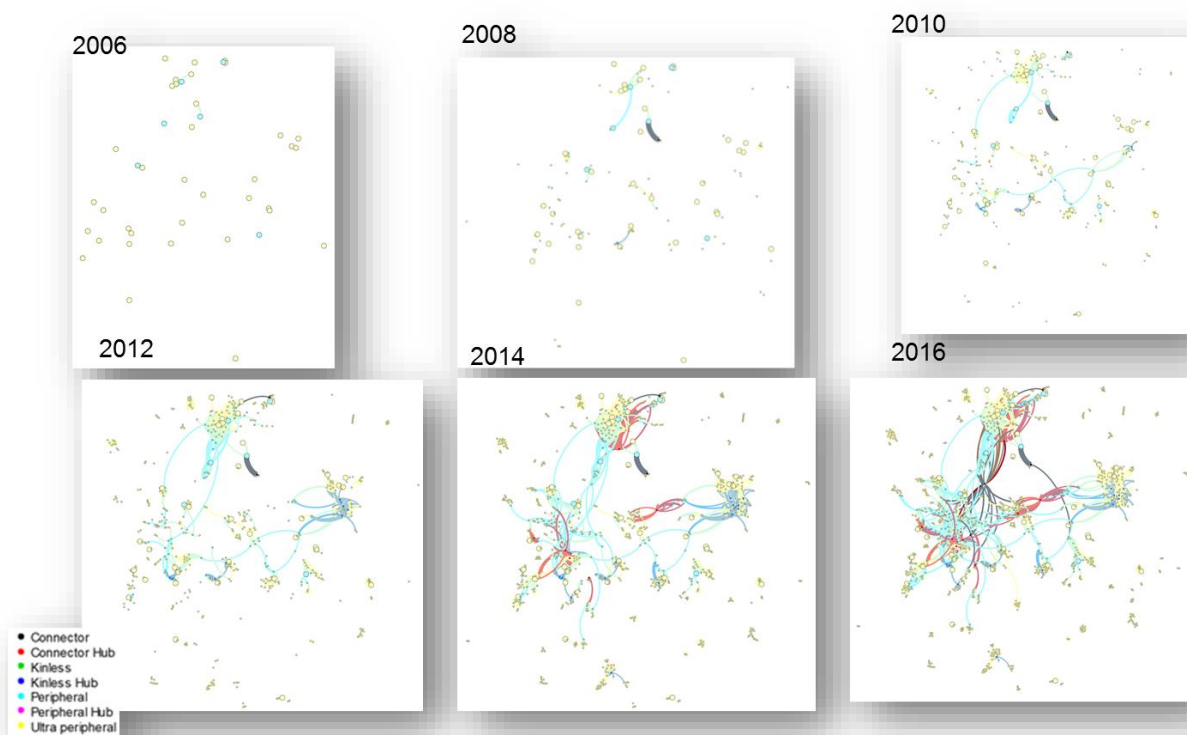 2006
2008
2010
2012
2014
2016
Connector
Connector Hub
Kinless
Kinless Hub
Peripheral
Peripheral Hub
Ultra peripheral